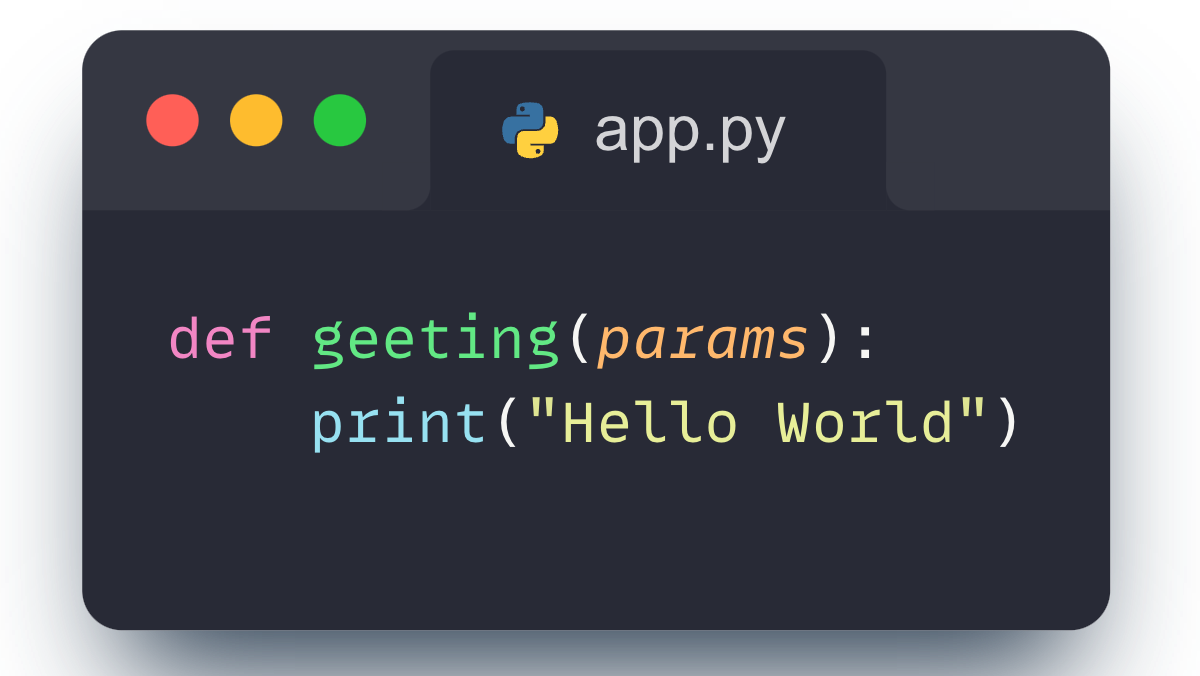 app.py
def geeting(params):
    print("Hello World")